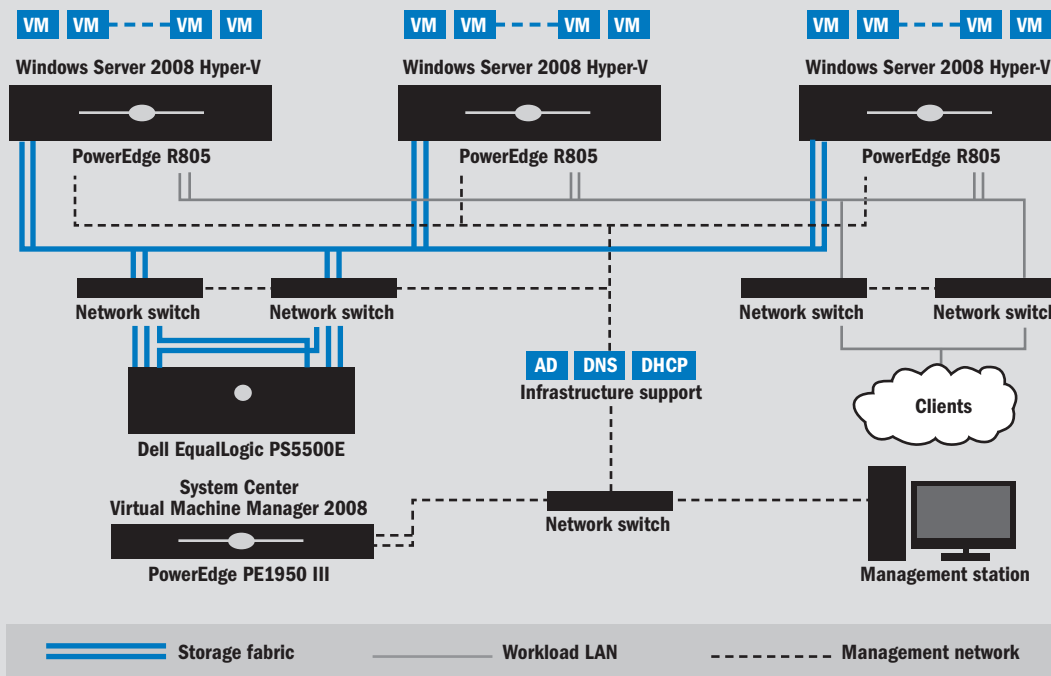 VM VM VM VM
VM VM VM VM
VM VM VM VM
Windows Server 2008 Hyper-V
Windows Server 2008 Hyper-V
Windows Server 2008 Hyper-V
PowerEdge R805
PowerEdge R805
PowerEdge R805
Network switch
Network switch
Network switch
Network switch
AD DNS DHCP
Infrastructure support
Clients
Dell EqualLogic PS5500E
System Center
Virtual Machine Manager 2008
Network switch
PowerEdge PE1950 III
Management station
Storage fabric
Workload LAN
Management network